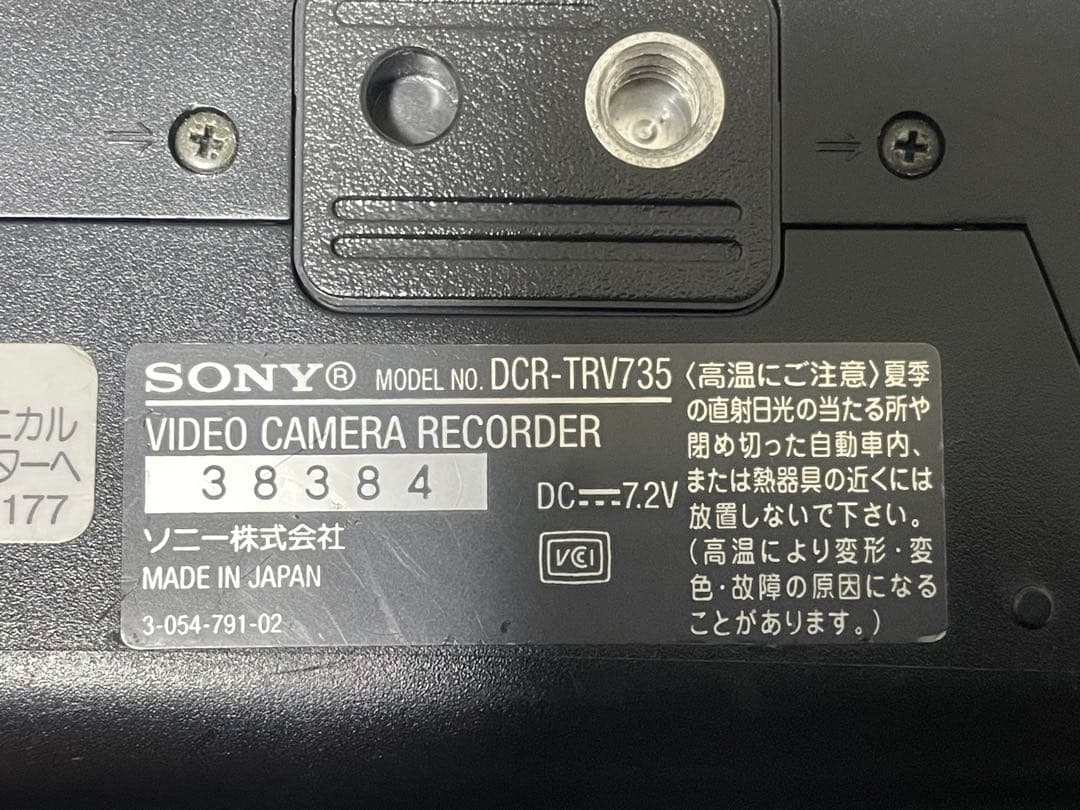 ニカル
ターへ
177
SONY® MODEL NO. DCR-TRV735
VIDEO CAMERA RECORDER
38384
DC 7.2V
ソニー株式会社
VCCI
MADE IN JAPAN
3-054-791-02
〈高温にご注意〉夏季
の直射日光の当たる所や
閉め切った自動車内、
または熱器具の近くには
放置しないで下さい。
(高温により変形・変
色・故障の原因になる
ことがあります。)